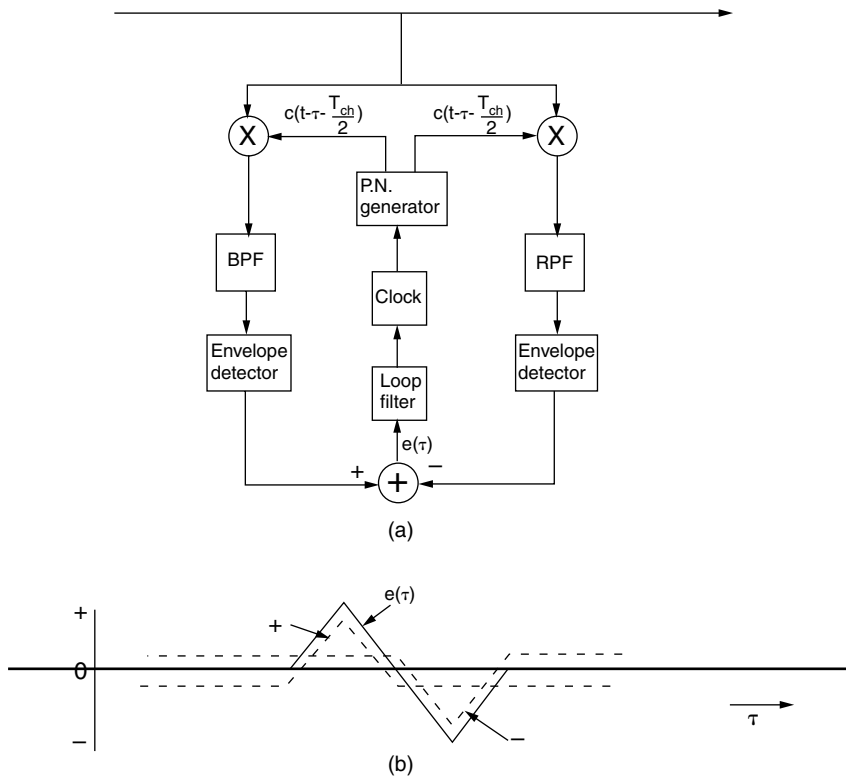 c(t-τ-T_ch/2)
c(t-τ-T_ch/2)
X
X
P.N.
generator
BPF
RPF
Clock
Envelope
detector
Envelope
detector
Loop
filter
e(τ)
+
−
+
(a)
+
e(τ)
+
0
τ
−
−
(b)